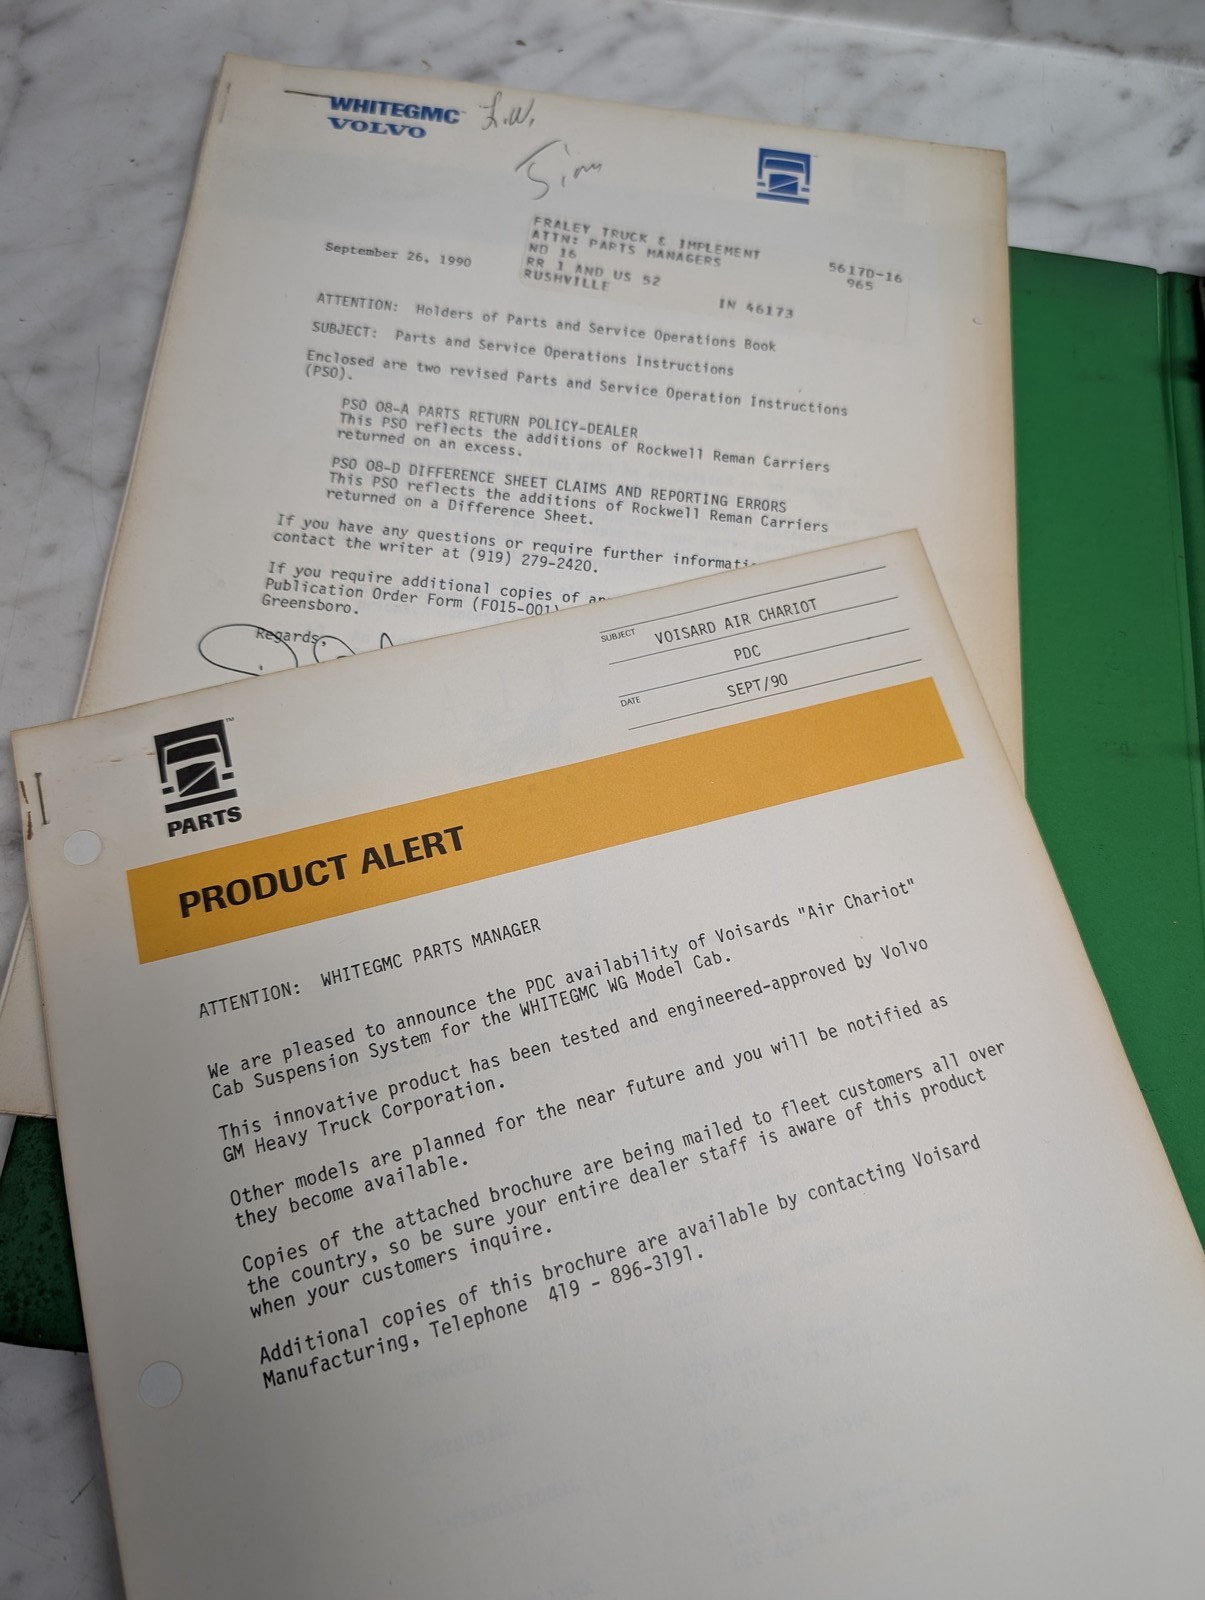 WHITEGMC
VOLVO
L.W.
Jim
FRALEY TRUCK & IMPLEMENT
ATTN: PARTS MANAGERS
ND 16
RR 1 AND US 52
RUSHVILLE
IN 46173
5617D-16
965
September 26, 1990
ATTENTION: Holders of Parts and Service Operations Book
SUBJECT: Parts and Service Operations Instructions
Enclosed are two revised Parts and Service Operation Instructions
(PSO).
PSO 08-A PARTS RETURN POLICY-DEALER
This PSO reflects the additions of Rockwell Reman Carriers
returned on an excess.
PSO 08-D DIFFERENCE SHEET CLAIMS AND REPORTING ERRORS
This PSO reflects the additions of Rockwell Reman Carriers
returned on a Difference Sheet.
If you have any questions or require further
contact the writer at (919) 279-2420.
If you require additional copies of
Publication Order Form (F015-001)
Greensboro.
Regards,
SUBJECT VOISARD AIR CHARIOT
PDC
DATE SEPT/90
TM
PARTS
PRODUCT ALERT
ATTENTION: WHITEGMC PARTS MANAGER
We are pleased to announce the PDC availability of Voisards "Air Chariot"
Cab Suspension System for the WHITEGMC WG Model Cab.
This innovative product has been tested and engineered-approved by Volvo
GM Heavy Truck Corporation.
Other models are planned for the near future and you will be notified as
they become available.
Copies of the attached brochure are being mailed to fleet customers all over
the country, so be sure your entire dealer staff is aware of this product
when your customers inquire.
Additional copies of this brochure are available by contacting Voisard
Manufacturing, Telephone 419 - 896-3191.